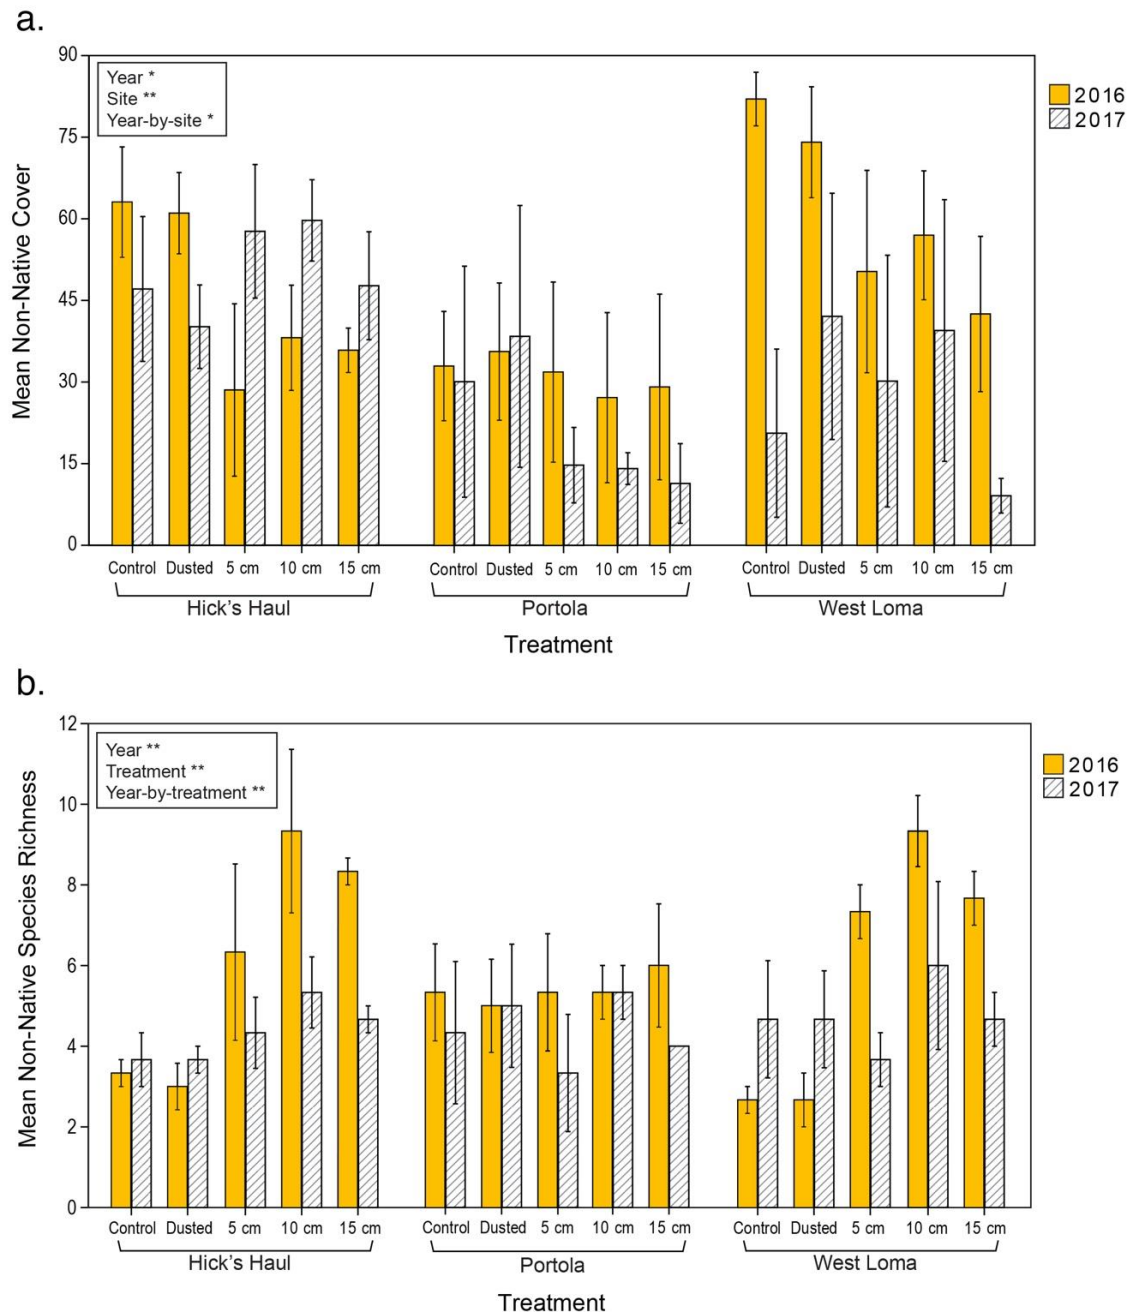 a.
90
75
60
45
30
15
0
Mean Non-Native Cover
Year *
Site **
Year-by-site *
2016
2017
Control Dusted 5 cm 10 cm 15 cm Control Dusted 5 cm 10 cm 15 cm Control Dusted 5 cm 10 cm 15 cm
Hick’s Haul Portola West Loma
Treatment
b.
12
10
8
6
4
2
0
Mean Non-Native Species Richness
Year **
Treatment **
Year-by-treatment **
2016
2017
Control Dusted 5 cm 10 cm 15 cm Control Dusted 5 cm 10 cm 15 cm Control Dusted 5 cm 10 cm 15 cm
Hick’s Haul Portola West Loma
Treatment